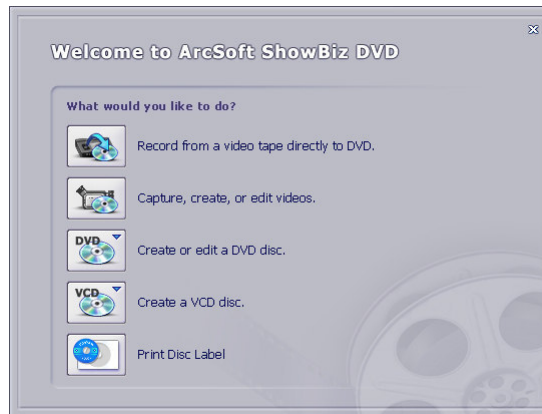 Welcome to ArcSoft ShowBiz DVD
What would you like to do?
Record from a video tape directly to DVD.
Capture, create, or edit videos.
DVD
Create or edit a DVD disc.
VCD
Create a VCD disc.
Print Disc Label